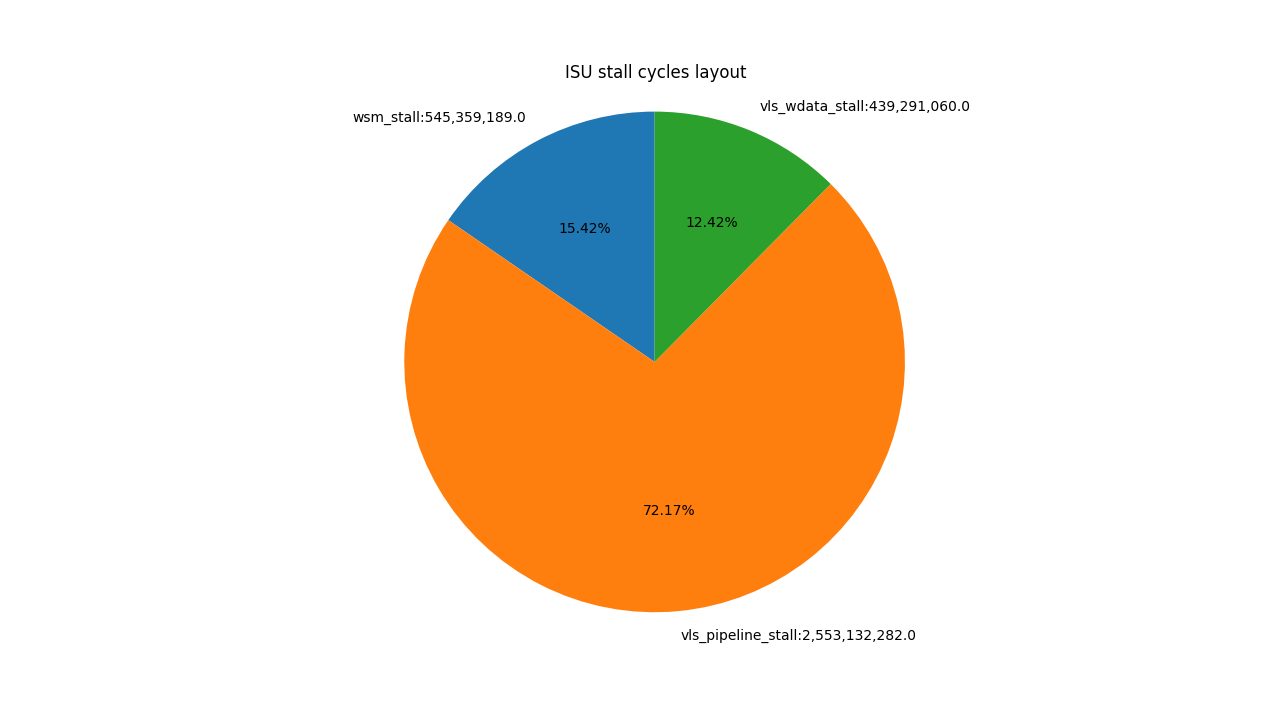 ISU stall cycles layout
vls_wdata_stall:439,291,060.0
wsm_stall:545,359,189.0
12.42%
15.42%
72.17%
vls_pipeline_stall:2,553,132,282.0